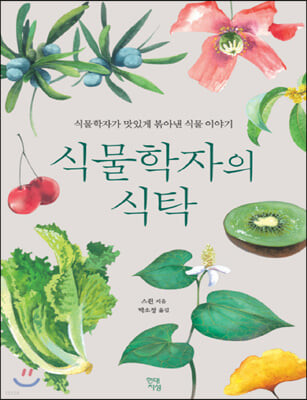 식물학자가 맛있게 볶아낸 식물 이야기
식물학자의
식탁
스쥔 지음
박소정 옮김
현대
지성